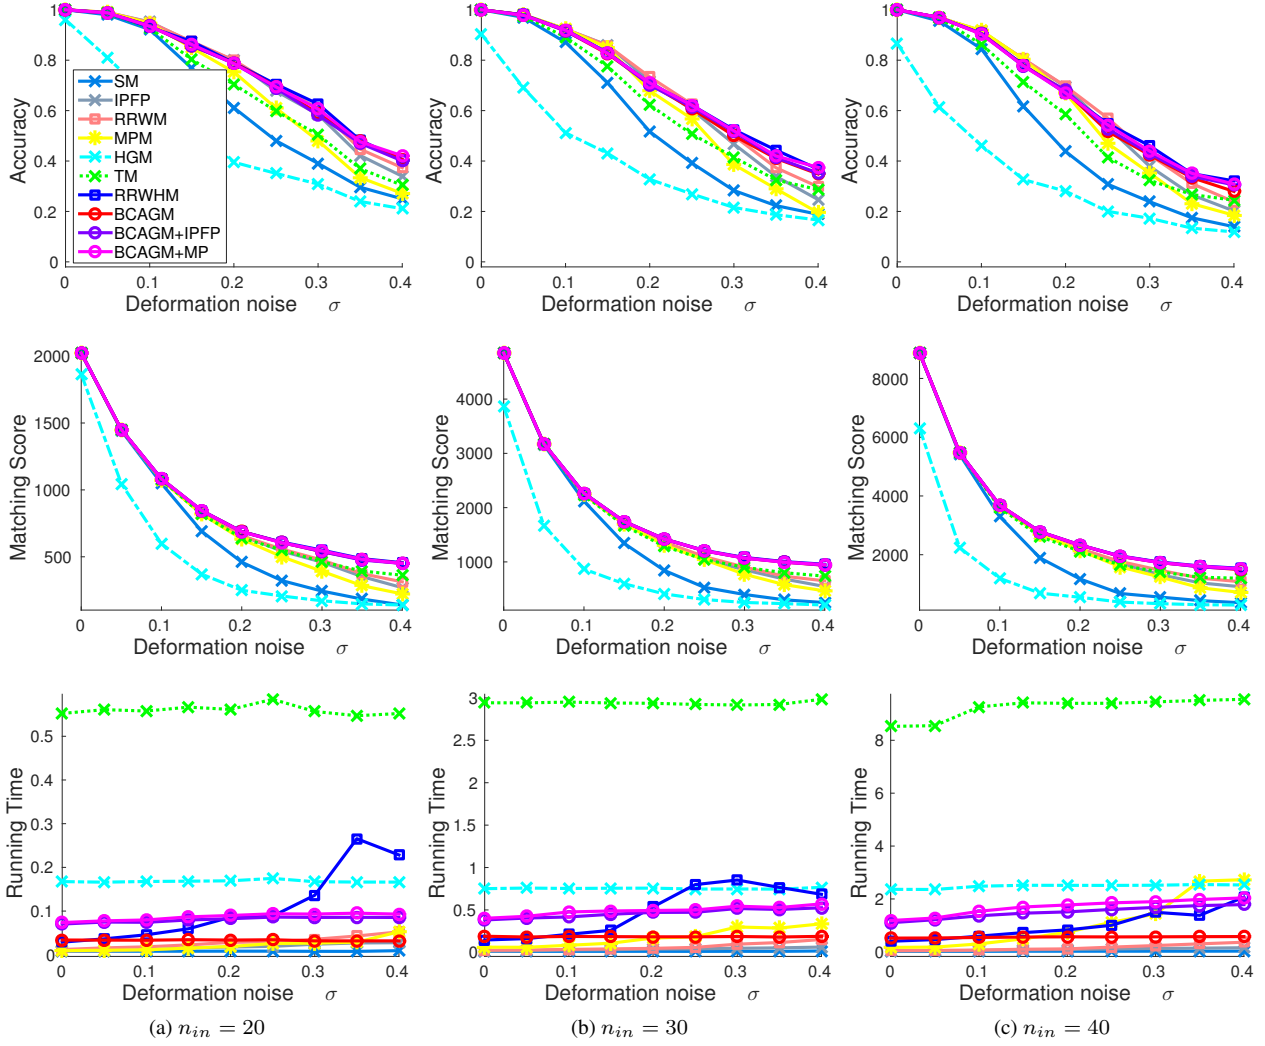 Accuracy
1
0.8
0.6
0.4
0.2
0
SM
IPFP
RRWM
MPM
HGM
TM
RRWHM
BCAGM
BCAGM+IPFP
BCAGM+MP
0 0.1 0.2 0.3 0.4
Deformation noise σ
Accuracy
1
0.8
0.6
0.4
0.2
0
0 0.1 0.2 0.3 0.4
Deformation noise σ
Accuracy
1
0.8
0.6
0.4
0.2
0
0 0.1 0.2 0.3 0.4
Deformation noise σ
Matching Score
2000
1500
1000
500
0 0.1 0.2 0.3 0.4
Deformation noise σ
Matching Score
4000
3000
2000
1000
0 0.1 0.2 0.3 0.4
Deformation noise σ
Matching Score
8000
6000
4000
2000
0 0.1 0.2 0.3 0.4
Deformation noise σ
Running Time
0.5
0.4
0.3
0.2
0.1
0
0 0.1 0.2 0.3 0.4
Deformation noise σ
Running Time
3
2.5
2
1.5
1
0.5
0
0 0.1 0.2 0.3 0.4
Deformation noise σ
Running Time
8
6
4
2
0
0 0.1 0.2 0.3 0.4
Deformation noise σ
(a) n_{in} = 20
(b) n_{in} = 30
(c) n_{in} = 40